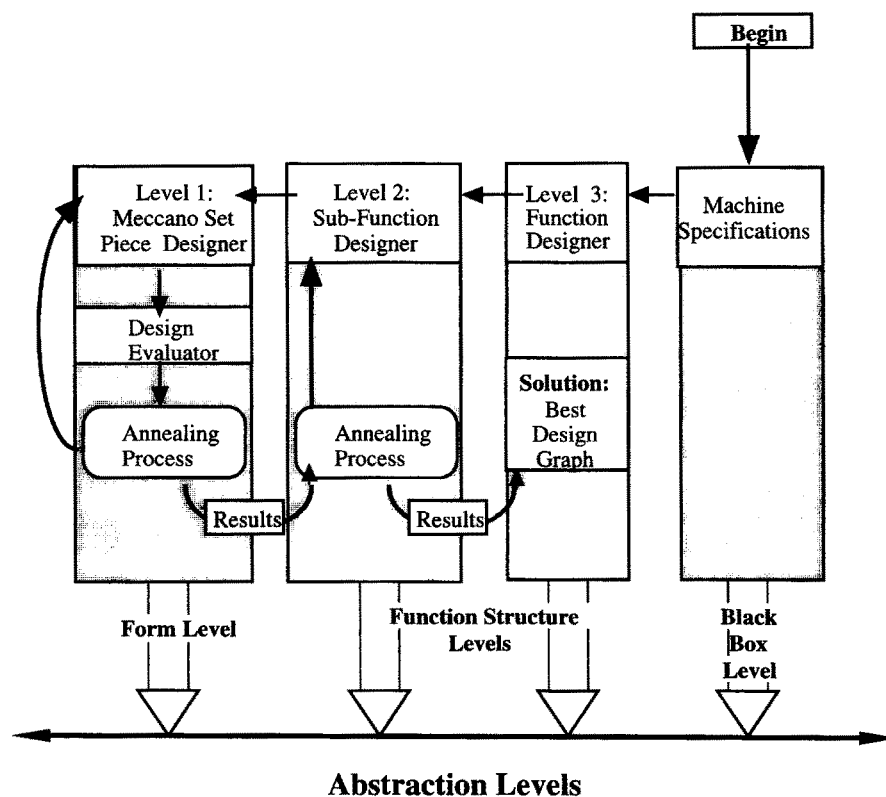 Begin
Level 1:
Meccano Set
Piece Designer
Level 2:
Sub-Function
Designer
Level 3:
Function
Designer
Machine
Specifications
Design
Evaluator
Solution:
Best
Design
Graph
Annealing
Process
Annealing
Process
Results
Results
Form Level
Function Structure
Levels
Black
Box
Level
Abstraction Levels